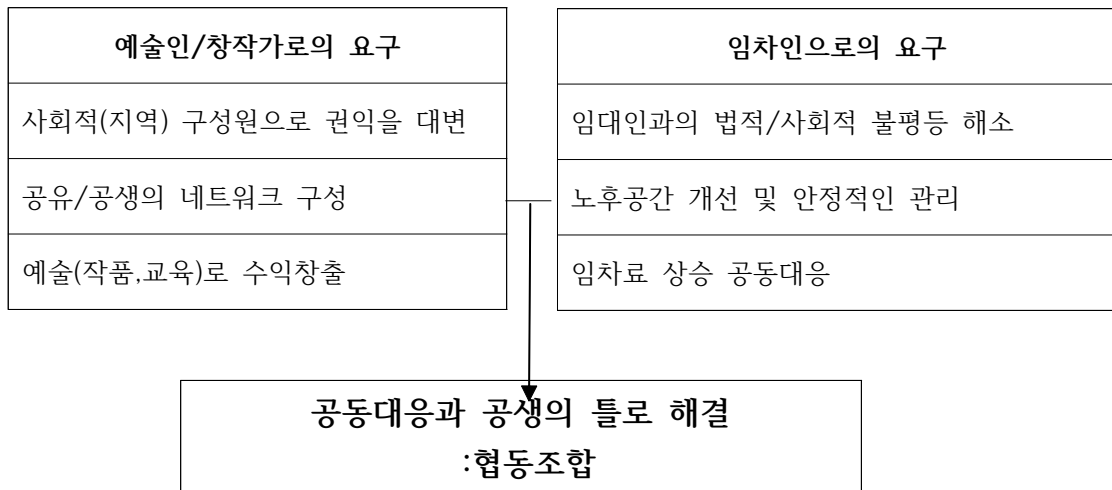 예술인/창작가로의 요구
사회적(지역) 구성원으로 권익을 대변
공유/공생의 네트워크 구성
예술(작품,교육)로 수익창출
임차인으로의 요구
임대인과의 법적/사회적 불평등 해소
노후공간 개선 및 안정적인 관리
임차료 상승 공동대응
공동대응과 공생의 틀로 해결
:협동조합